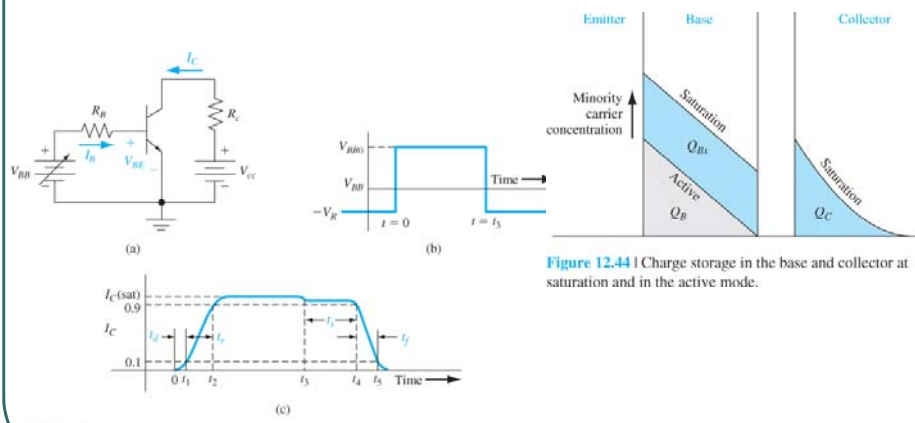 I_C
R_B
R_c
+
I_B
+
V_BE
−
+
V_BB
−
+
V_cc
−
(a)
V_BB0
V_BB
Time
−V_R
t = 0
t = t_3
(b)
I_C(sat)
0.9
I_C
t_d
t_r
t_s
t_f
0.1
0 t_1 t_2 t_3 t_4 t_5 Time
(c)
Emitter Base Collector
Minority
carrier
concentration
Saturation
Q_Bx
Active
Q_B
Saturation
Q_C
Figure 12.44 | Charge storage in the base and collector at
saturation and in the active mode.